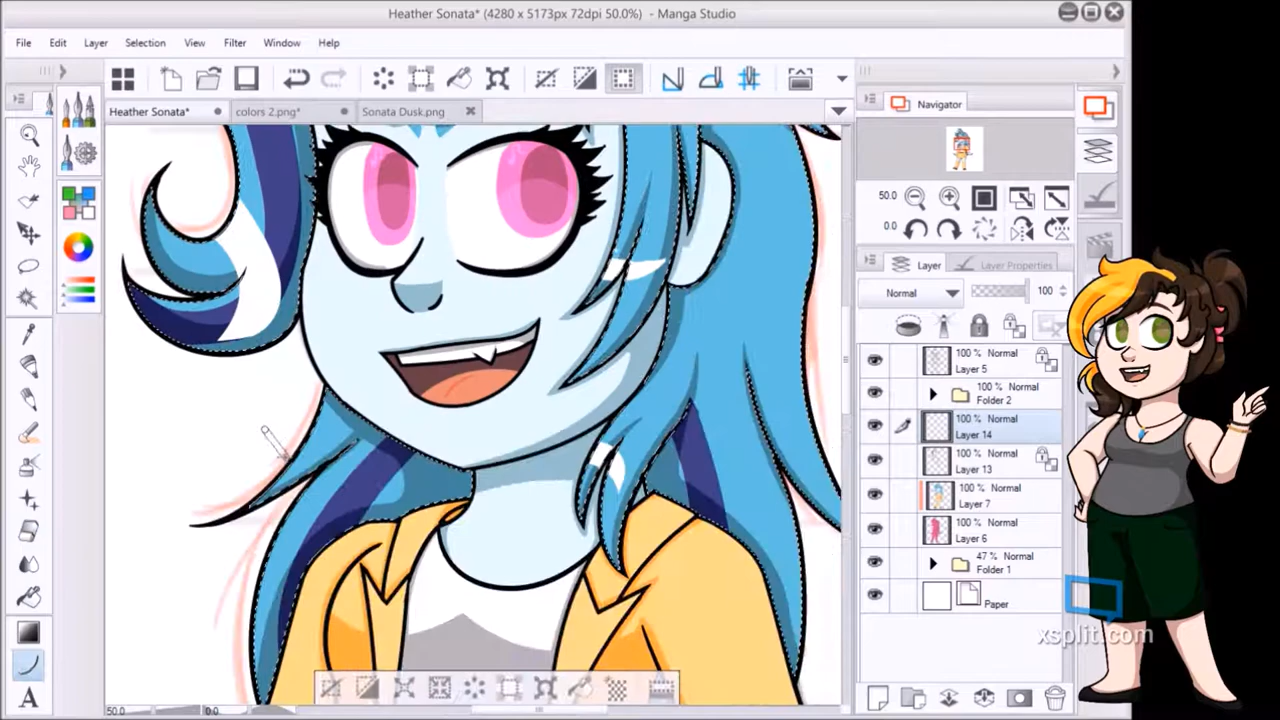 Heather Sonata* (4280 x 5173px 72dpi 50.0%) - Manga Studio
File Edit Layer Selection View Filter Window Help
Heather Sonata* colors 2.png* Sonata Dusk.png
Navigator
50.0
0.0
Layer Layer Properties
Normal 100
100 % Normal
Layer 5
100 % Normal
Folder 2
100 % Normal
Layer 14
100 % Normal
Layer 13
100 % Normal
Layer 7
100 % Normal
Layer 6
47 % Normal
Folder 1
Paper
xsplit.com
A
50.0 0.0